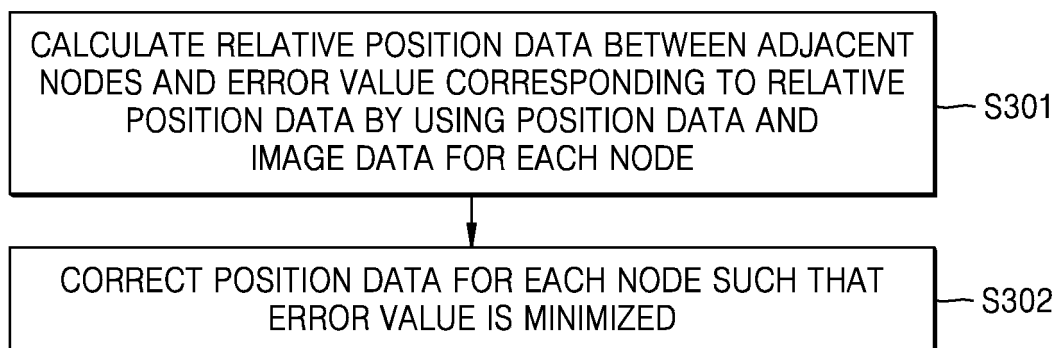 CALCULATE RELATIVE POSITION DATA BETWEEN ADJACENT
NODES AND ERROR VALUE CORRESPONDING TO RELATIVE
POSITION DATA BY USING POSITION DATA AND
IMAGE DATA FOR EACH NODE
S301
CORRECT POSITION DATA FOR EACH NODE SUCH THAT
ERROR VALUE IS MINIMIZED
S302